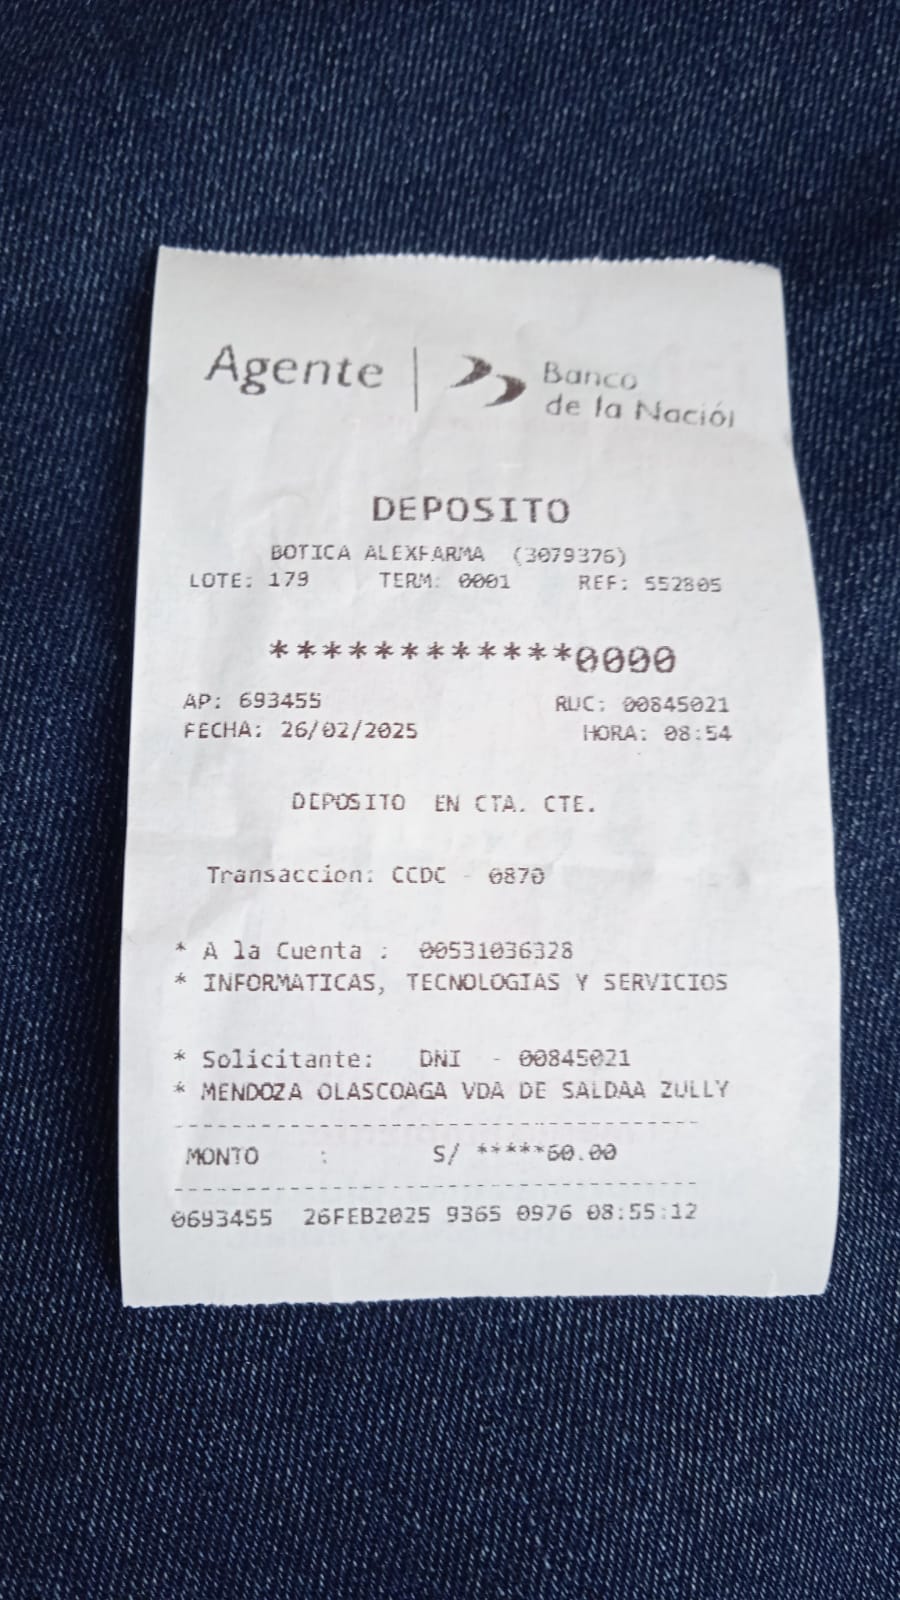 Agente | Banco
de la Nación
DEPOSITO
BOTICA ALEXFARMA (3079376)
LOTE: 179 TERM: 0001 REF: 552805
************0000
AP: 693455 RUC: 00845021
FECHA: 26/02/2025 HORA: 08:54
DEPOSITO EN CTA. CTE.
Transaccion: CCDC - 0870
* A la Cuenta : 00531036328
* INFORMATICAS, TECNOLOGIAS Y SERVICIOS
* Solicitante: DNI - 00845021
* MENDOZA OLASCOAGA VDA DE SALDAA ZULLY
MONTO : S/ *****60.00
0693455 26FEB2025 9365 0976 08:55:12